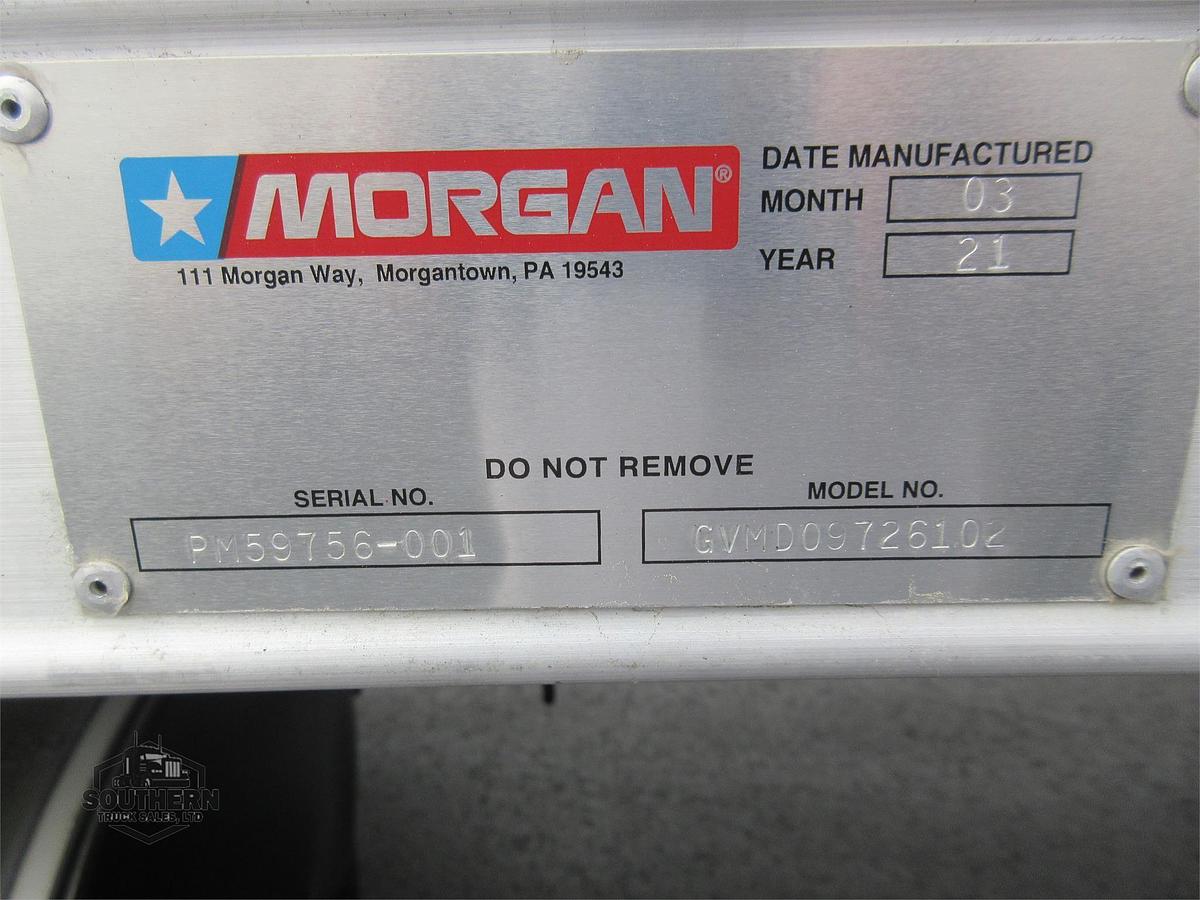 MORGAN®
111 Morgan Way, Morgantown, PA 19543
DATE MANUFACTURED
MONTH 03
YEAR 21
DO NOT REMOVE
SERIAL NO.
PM59756-001
MODEL NO.
GVMD09726102
SOUTHERN
TRUCK SALES, LTD